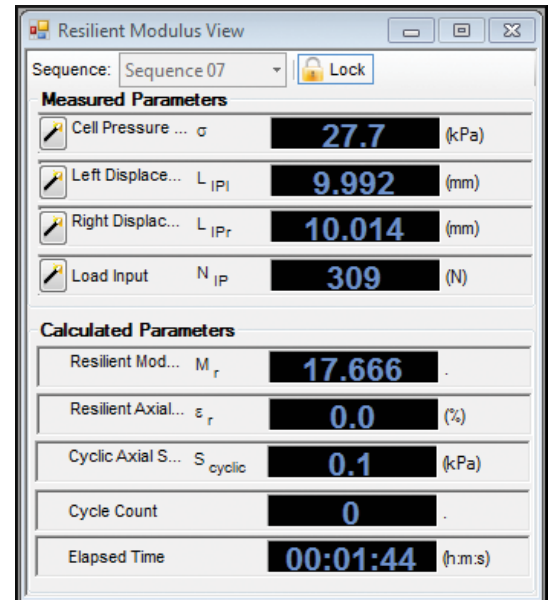 Resilient Modulus View
Sequence: Sequence 07 Lock
Measured Parameters
Cell Pressure ... σ 27.7 (kPa)
Left Displace... L IPl 9.992 (mm)
Right Displac... L IPr 10.014 (mm)
Load Input N IP 309 (N)
Calculated Parameters
Resilient Mod... M r 17.666 .
Resilient Axial... ε r 0.0 (%)
Cyclic Axial S... S cyclic 0.1 (kPa)
Cycle Count 0 .
Elapsed Time 00:01:44 (h:m:s)